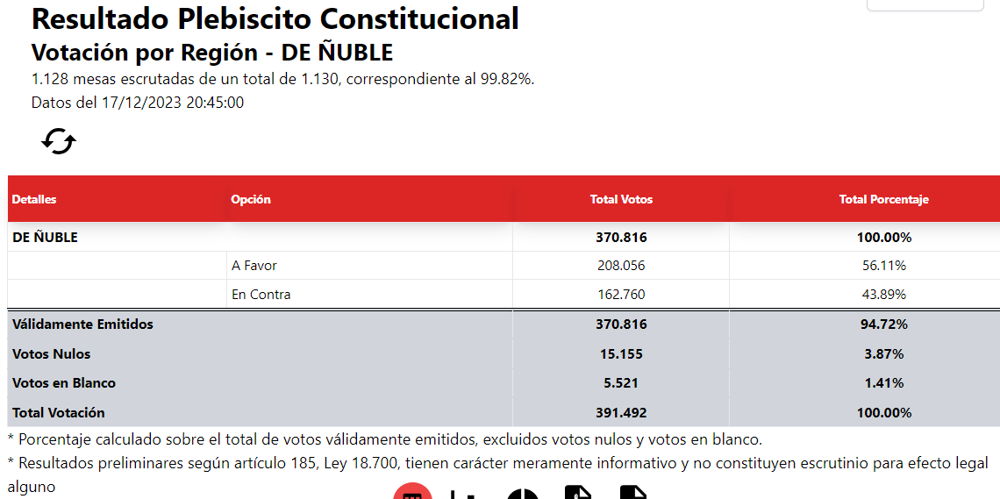 Resultado Plebiscito Constitucional
Votación por Región - DE ÑUBLE
1.128 mesas escrutadas de un total de 1.130, correspondiente al 99.82%.
Datos del 17/12/2023 20:45:00
Detalles Opción Total Votos Total Porcentaje
DE ÑUBLE 370.816 100.00%
A Favor 208.056 56.11%
En Contra 162.760 43.89%
Válidamente Emitidos 370.816 94.72%
Votos Nulos 15.155 3.87%
Votos en Blanco 5.521 1.41%
Total Votación 391.492 100.00%
* Porcentaje calculado sobre el total de votos válidamente emitidos, excluidos votos nulos y votos en blanco.
* Resultados preliminares según artículo 185, Ley 18.700, tienen carácter meramente informativo y no constituyen escrutinio para efecto legal
alguno